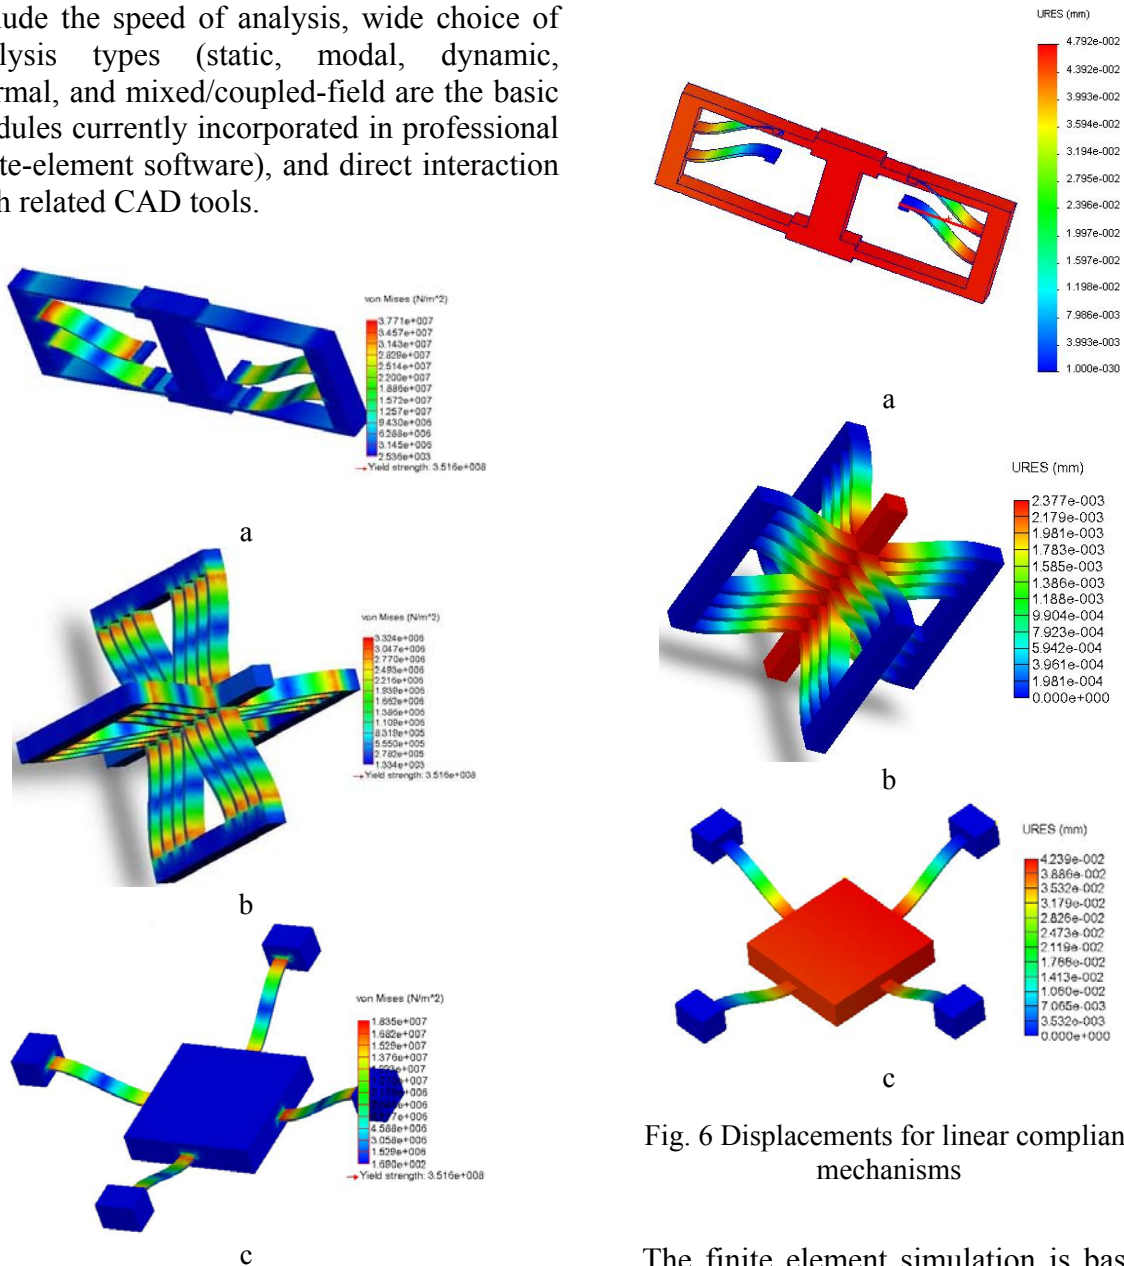 lude the speed of analysis, wide choice of
lysis types (static, modal, dynamic,
rmal, and mixed/coupled-field are the basic
dules currently incorporated in professional
te-element software), and direct interaction
h related CAD tools.
von Mises (N/m^2)
3.771e+007
3.457e+007
3.143e+007
2.829e+007
2.514e+007
2.200e+007
1.886e+007
1.572e+007
1.257e+007
9.430e+006
6.288e+006
3.145e+006
2.536e+003
Yield strength: 3.516e+008
a
von Mises (N/m^2)
3.324e+006
3.047e+006
2.770e+006
2.493e+006
2.216e+006
1.939e+006
1.662e+006
1.386e+006
1.109e+006
8.319e+005
5.550e+005
2.782e+005
1.334e+003
Yield strength: 3.516e+008
b
von Mises (N/m^2)
1.835e+007
1.682e+007
1.529e+007
1.376e+007
4.588e+006
3.058e+006
1.529e+006
1.690e+002
Yield strength: 3.516e+008
c
URES (mm)
4.792e-002
4.392e-002
3.993e-002
3.594e-002
3.194e-002
2.795e-002
2.396e-002
1.997e-002
1.597e-002
1.198e-002
7.986e-003
3.993e-003
1.000e-030
a
URES (mm)
2.377e-003
2.179e-003
1.981e-003
1.783e-003
1.585e-003
1.386e-003
1.188e-003
9.904e-004
7.923e-004
5.942e-004
3.961e-004
1.981e-004
0.000e+000
b
URES (mm)
4.239e-002
3.886e-002
3.532e-002
3.179e-002
2.826e-002
2.473e-002
2.119e-002
1.766e-002
1.413e-002
1.060e-002
7.065e-003
3.532e-003
0.000e+000
c
Fig. 6 Displacements for linear complian
mechanisms
The finite element simulation is bas